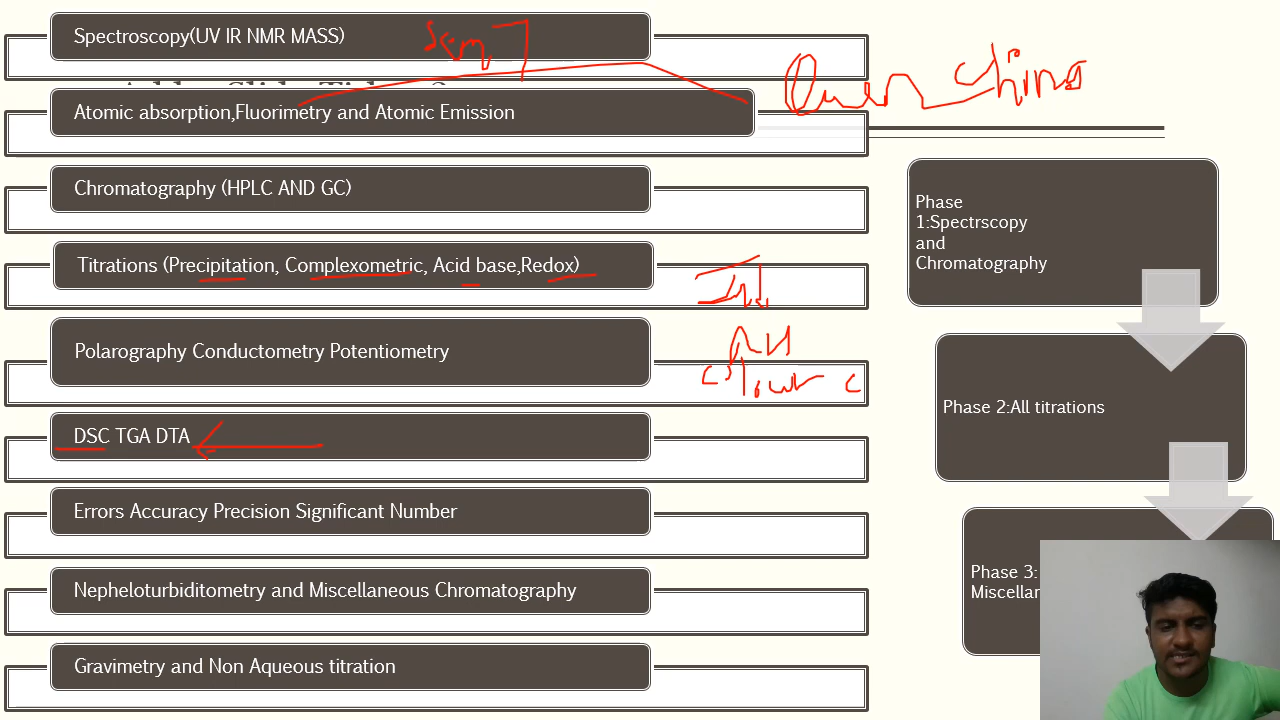 Spectroscopy(UV IR NMR MASS)
Sem 7
Atomic absorption,Fluorimetry and Atomic Emission
Chromatography (HPLC AND GC)
Titrations (Precipitation, Complexometric, Acid base,Redox)
Polarography Conductometry Potentiometry
DSC TGA DTA
Errors Accuracy Precision Significant Number
Nepheloturbiditometry and Miscellaneous Chromatography
Gravimetry and Non Aqueous titration
Phase
1:Spectrscopy
and
Chromatography
Phase 2:All titrations
Phase 3: